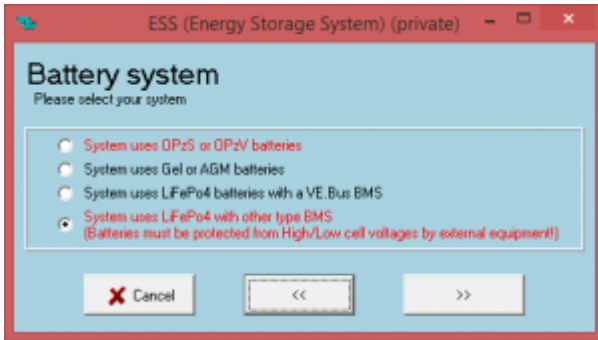 ESS (Energy Storage System) (private)
Battery system
Please select your system
System uses OPzS or OPzV batteries
System uses Gel or AGM batteries
System uses LiFePo4 batteries with a VE.Bus BMS
System uses LiFePo4 with other type BMS
(Batteries must be protected from High/Low cell voltages by external equipment!)
Cancel
<<
>>